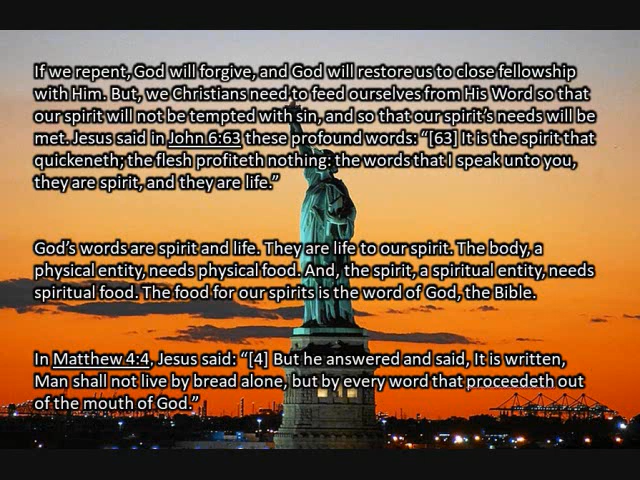 If we repent, God will forgive, and God will restore us to close fellowship
with Him. But, we Christians need to feed ourselves from His Word so that
our spirit will not be tempted with sin, and so that our spirit’s needs will be
met. Jesus said in John 6:63 these profound words: “[63] It is the spirit that
quickeneth; the flesh profiteth nothing: the words that I speak unto you,
they are spirit, and they are life.”
God’s words are spirit and life. They are life to our spirit. The body, a
physical entity, needs physical food. And, the spirit, a spiritual entity, needs
spiritual food. The food for our spirits is the word of God, the Bible.
In Matthew 4:4, Jesus said: “[4] But he answered and said, It is written,
Man shall not live by bread alone, but by every word that proceedeth out
of the mouth of God.”